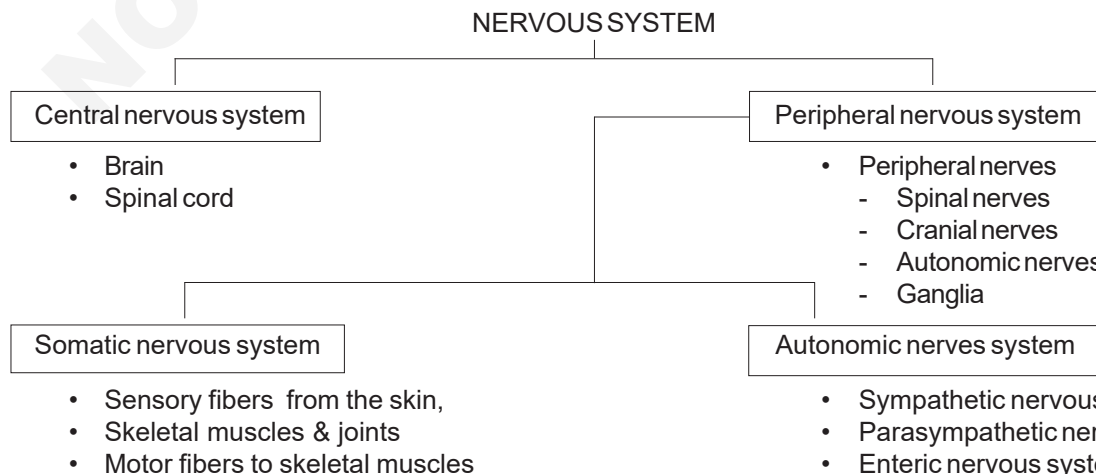 NO
NERVOUS SYSTEM
Central nervous system
• Brain
• Spinal cord
Peripheral nervous system
• Peripheral nerves
- Spinal nerves
- Cranial nerves
- Autonomic nerves
- Ganglia
Somatic nervous system
• Sensory fibers from the skin,
• Skeletal muscles & joints
• Motor fibers to skeletal muscles
Autonomic nerves system
• Sympathetic nervous
• Parasympathetic
• Enteric nervous